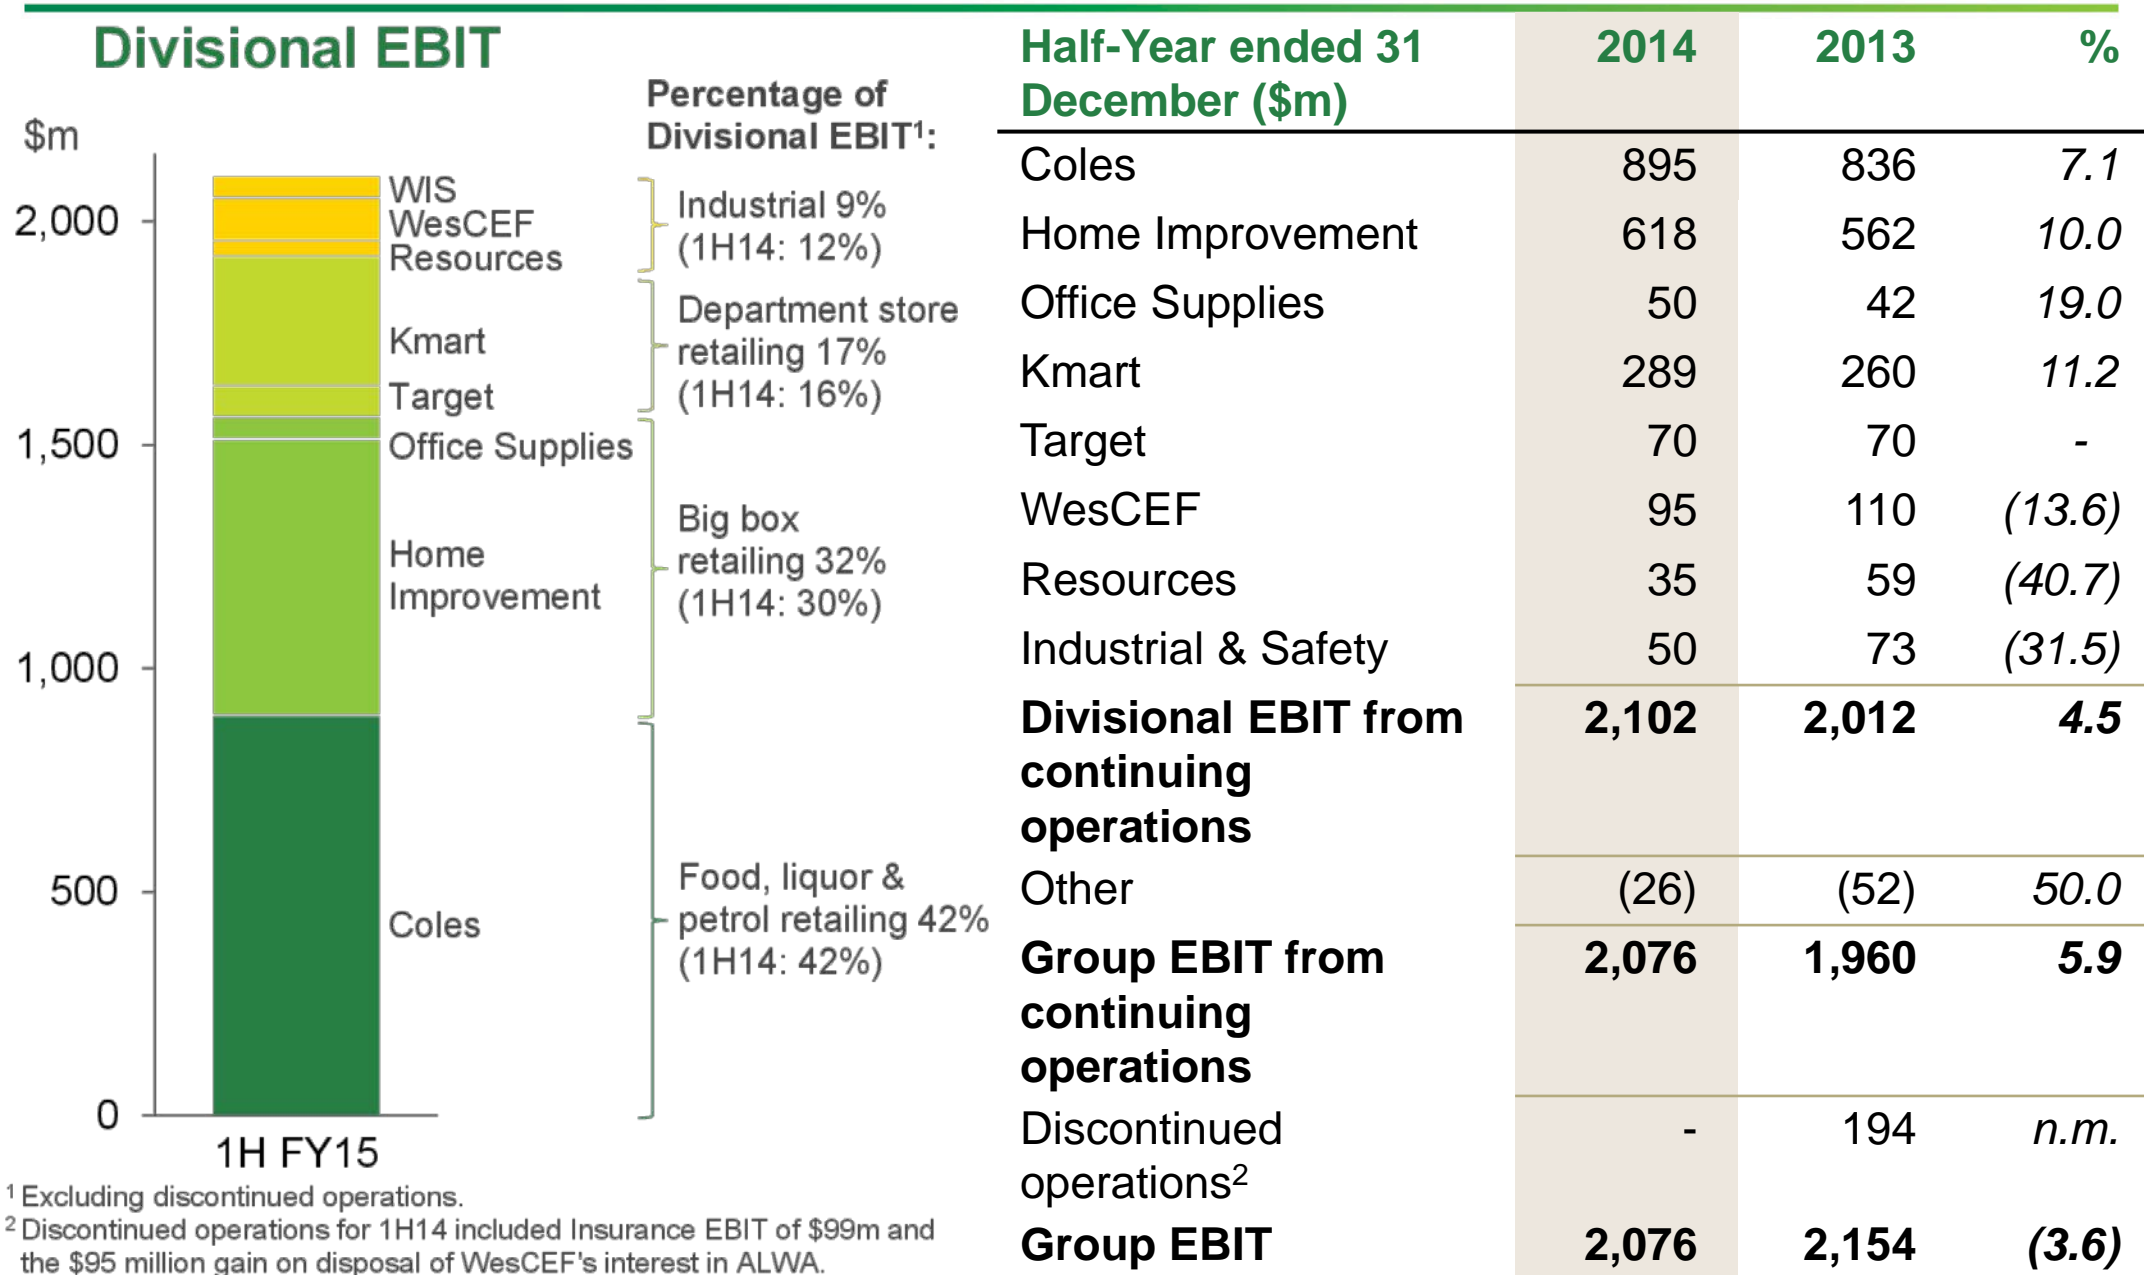 Divisional EBIT
$m
Percentage of
Divisional EBIT¹:
2,000
1,500
1,000
500
0
WIS
WesCEF
Resources
Kmart
Target
Office Supplies
Home
Improvement
Coles
1H FY15
Industrial 9%
(1H14: 12%)
Department store
retailing 17%
(1H14: 16%)
Big box
retailing 32%
(1H14: 30%)
Food, liquor &
petrol retailing 42%
(1H14: 42%)
¹ Excluding discontinued operations.
² Discontinued operations for 1H14 included Insurance EBIT of $99m and
the $95 million gain on disposal of WesCEF's interest in ALWA.
Half-Year ended 31 2014 2013 %
December ($m)
Coles 895 836 7.1
Home Improvement 618 562 10.0
Office Supplies 50 42 19.0
Kmart 289 260 11.2
Target 70 70 -
WesCEF 95 110 (13.6)
Resources 35 59 (40.7)
Industrial & Safety 50 73 (31.5)
Divisional EBIT from 2,102 2,012 4.5
continuing
operations
Other (26) (52) 50.0
Group EBIT from 2,076 1,960 5.9
continuing
operations
Discontinued - 194 n.m.
operations²
Group EBIT 2,076 2,154 (3.6)